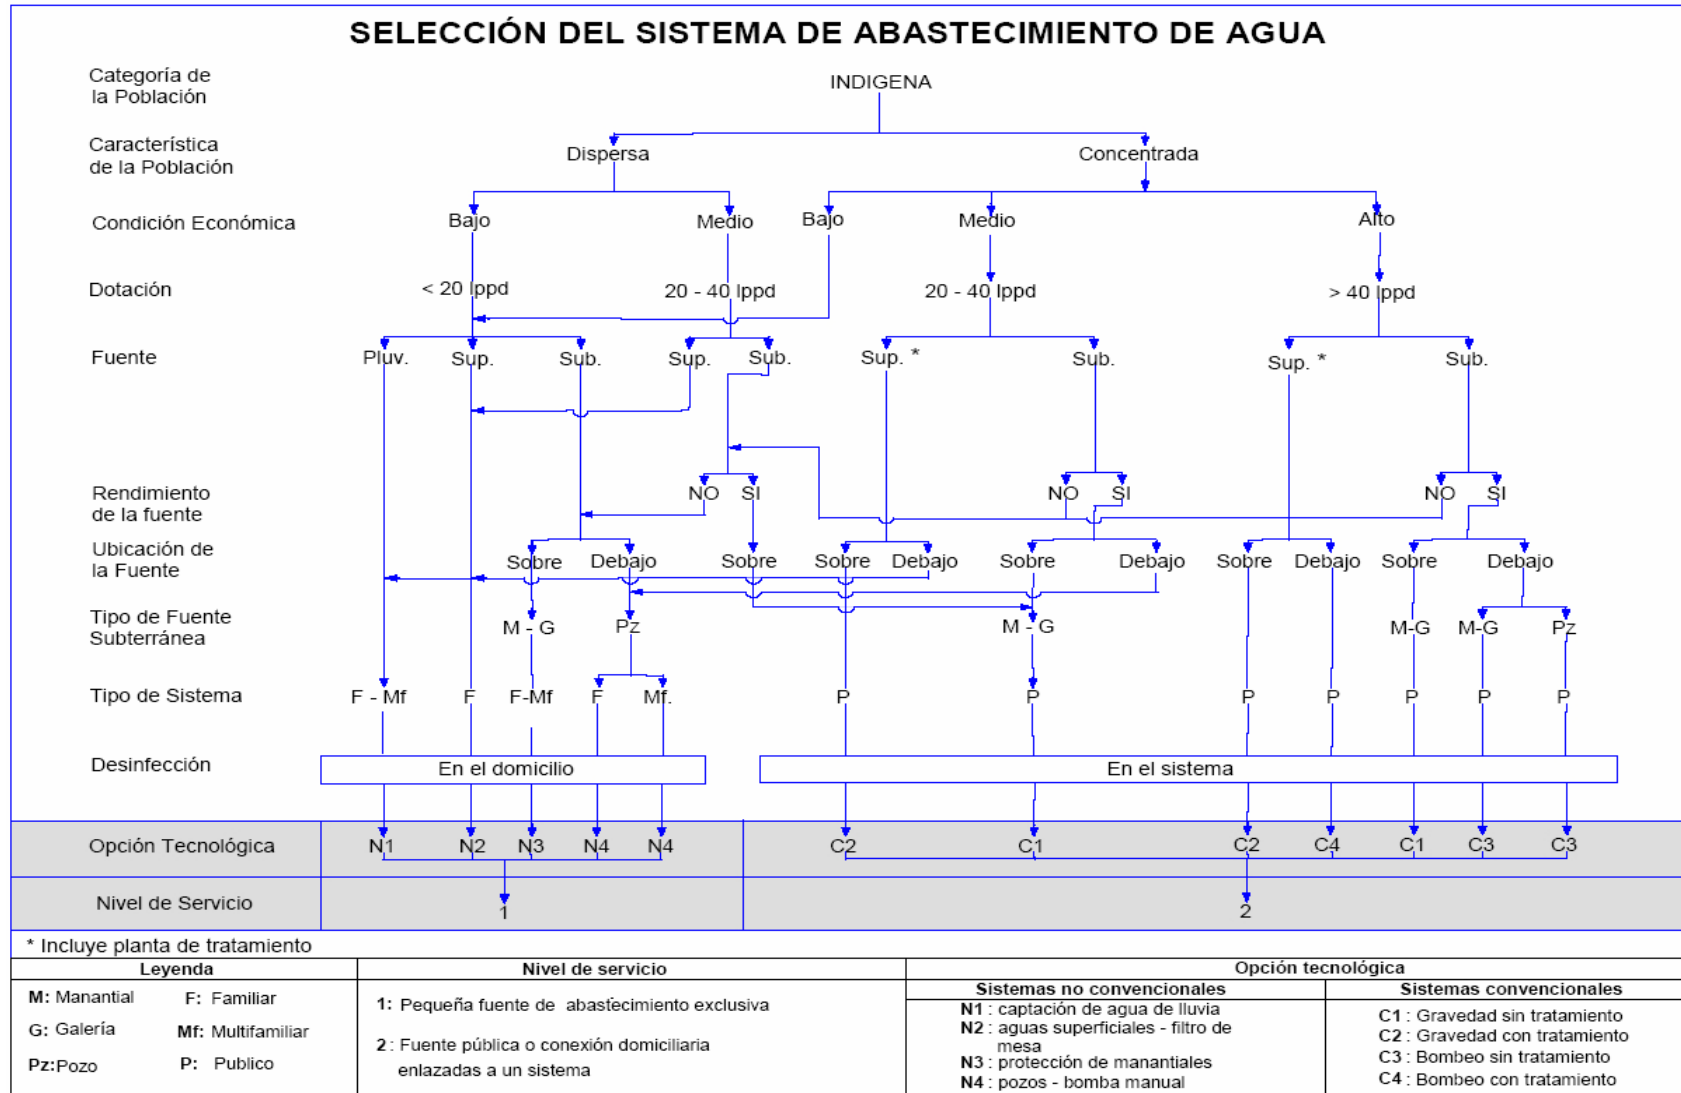 SELECCIÓN DEL SISTEMA DE ABASTECIMIENTO DE AGUA
Categoría de
la Población
INDIGENA
Característica
de la Población
Dispersa Concentrada
Condición Económica
Bajo Medio Bajo Medio Alto
Dotación
< 20 lppd 20 - 40 lppd 20 - 40 lppd > 40 lppd
Fuente
Pluv. Sup. Sub. Sup. Sub. Sup. * Sub. Sup. * Sub.
Rendimiento
de la fuente
NO SI NO SI NO SI
Ubicación de
la Fuente
Sobre Debajo Sobre Sobre Debajo Sobre Debajo Sobre Debajo Sobre Debajo
Tipo de Fuente
Subterránea
M - G Pz M - G M-G M-G Pz
Tipo de Sistema
F - Mf F F-Mf F Mf. P P P P P P P
Desinfección
En el domicilio En el sistema
Opción Tecnológica
N1 N2 N3 N4 N4 C2 C1 C2 C4 C1 C3 C3
Nivel de Servicio
1 2
* Incluye planta de tratamiento
Leyenda
M: Manantial F: Familiar
G: Galería Mf: Multifamiliar
Pz:Pozo P: Publico
Nivel de servicio
1: Pequeña fuente de abastecimiento exclusiva
2 : Fuente pública o conexión domiciliaria
enlazadas a un sistema
Opción tecnológica
Sistemas no convencionales
N1 : captación de agua de lluvia
N2 : aguas superficiales - filtro de
mesa
N3 : protección de manantiales
N4 : pozos - bomba manual
Sistemas convencionales
C1 : Gravedad sin tratamiento
C2 : Gravedad con tratamiento
C3 : Bombeo sin tratamiento
C4 : Bombeo con tratamiento